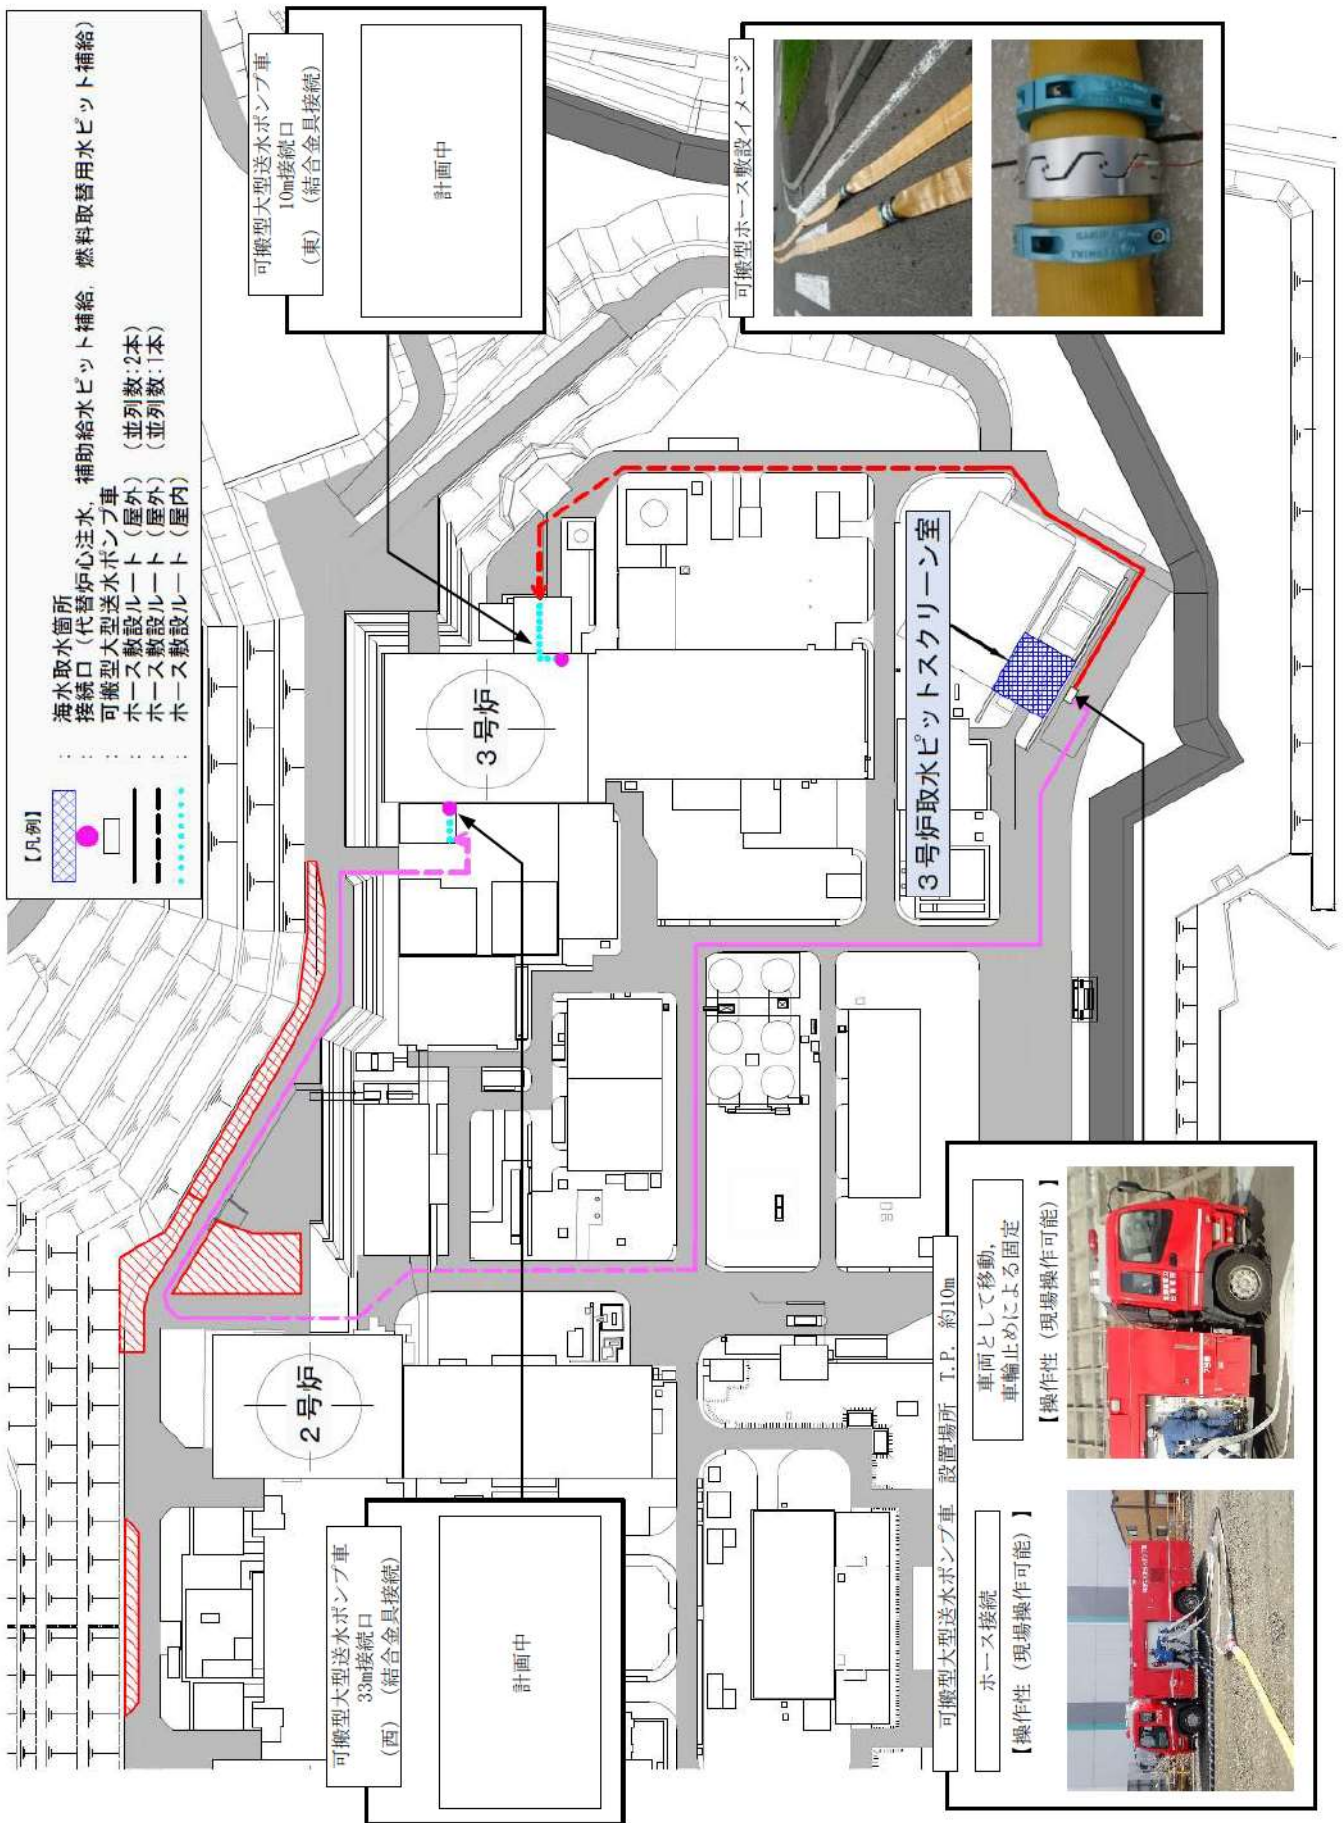 【凡例】
： 海水取水箇所
： 接続口（代替炉心注水，補助給水ピット補給，燃料取替用水ピット補給）
： 可搬型大型送水ポンプ車
： ホース敷設ルート（屋外）（並列数：2本）
： ホース敷設ルート（屋外）（並列数：1本）
： ホース敷設ルート（屋内）
可搬型大型送水ポンプ車
10m接続口
（東）（結合金具接続）
計画中
可搬型ホース敷設イメージ
3号炉
3号炉取水ピットスクリーン室
2号炉
可搬型大型送水ポンプ車
33m接続口
（西）（結合金具接続）
計画中
可搬型大型送水ポンプ車 設置場所 T.P. 約10m
ホース接続
【操作性（現場操作可能）】
車両として移動，
車輪止めによる固定
【操作性（現場操作可能）】